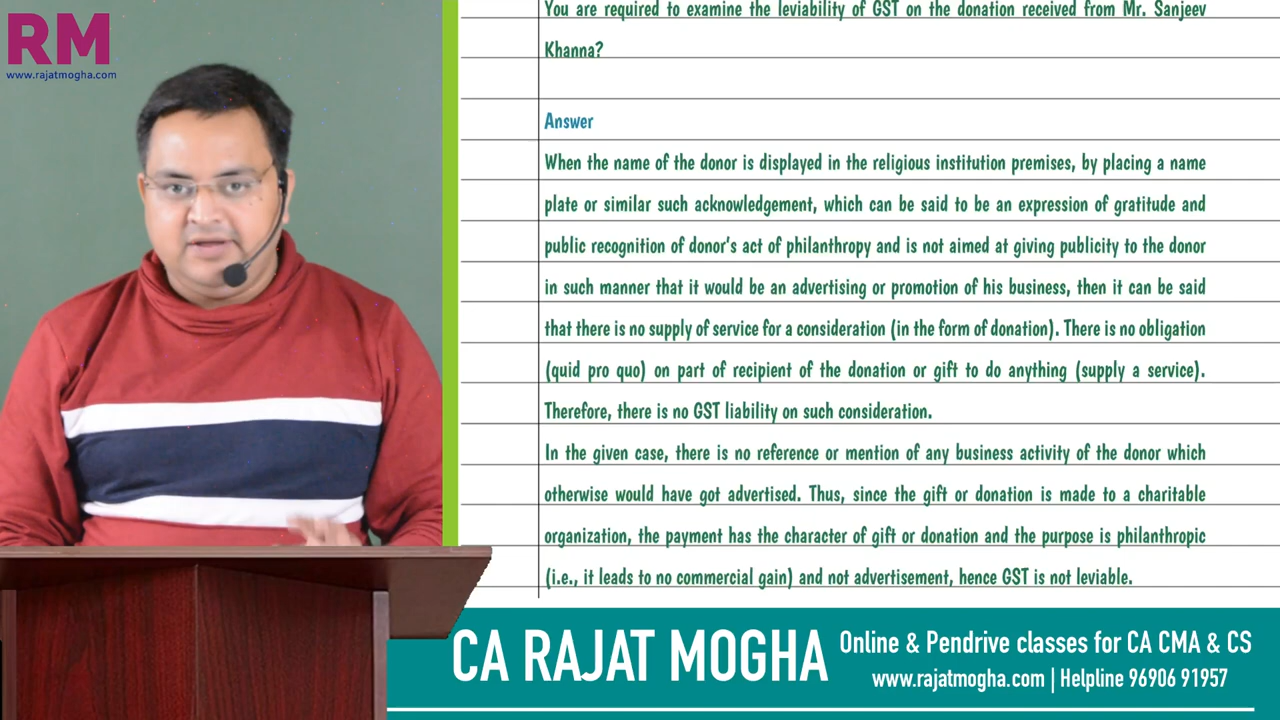 RM
www.rajatmogha.com
You are required to examine the leviability of GST on the donation received from Mr. Sanjeev
Khanna?
Answer
When the name of the donor is displayed in the religious institution premises, by placing a name
plate or similar such acknowledgement, which can be said to be an expression of gratitude and
public recognition of donor's act of philanthropy and is not aimed at giving publicity to the donor
in such manner that it would be an advertising or promotion of his business, then it can be said
that there is no supply of service for a consideration (in the form of donation). There is no obligation
(quid pro quo) on part of recipient of the donation or gift to do anything (supply a service).
Therefore, there is no GST liability on such consideration.
In the given case, there is no reference or mention of any business activity of the donor which
otherwise would have got advertised. Thus, since the gift or donation is made to a charitable
organization, the payment has the character of gift or donation and the purpose is philanthropic
(i.e., it leads to no commercial gain) and not advertisement, hence GST is not leviable.
CA RAJAT MOGHA
Online & Pendrive classes for CA CMA & CS
www.rajatmogha.com | Helpline 96906 91957